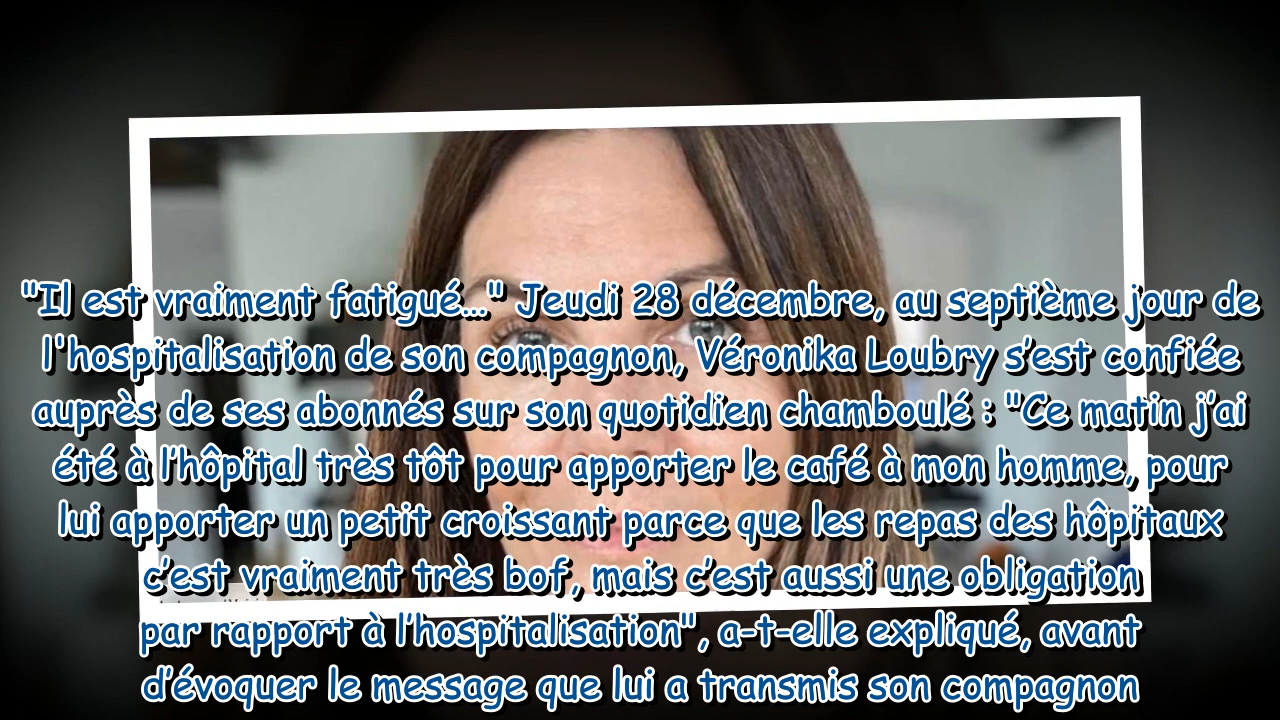 "Il est vraiment fatigué..." Jeudi 28 décembre, au septième jour de
l'hospitalisation de son compagnon, Véronika Loubry s’est confiée
auprès de ses abonnés sur son quotidien chamboulé : "Ce matin j’ai
été à l’hôpital très tôt pour apporter le café à mon homme, pour
lui apporter un petit croissant parce que les repas des hôpitaux
c’est vraiment très bof, mais c’est aussi une obligation
par rapport à l’hospitalisation", a-t-elle expliqué, avant
d’évoquer le message que lui a transmis son compagnon